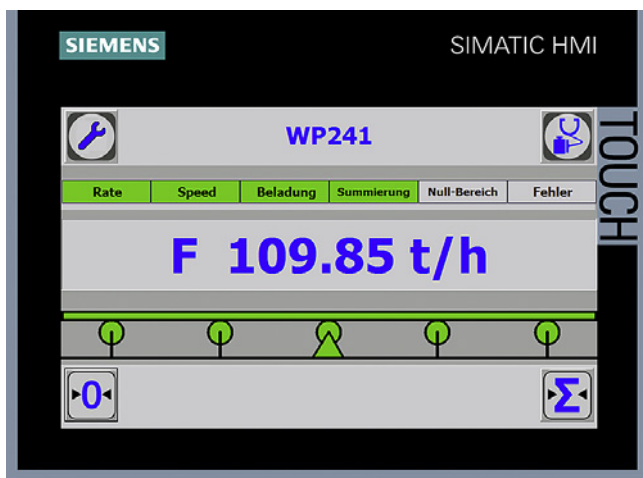 SIEMENS
SIMATIC HMI
TOUCH
WP241
Rate Speed Beladung Summierung Null-Bereich Fehler
F 109.85 t/h
0
Σ